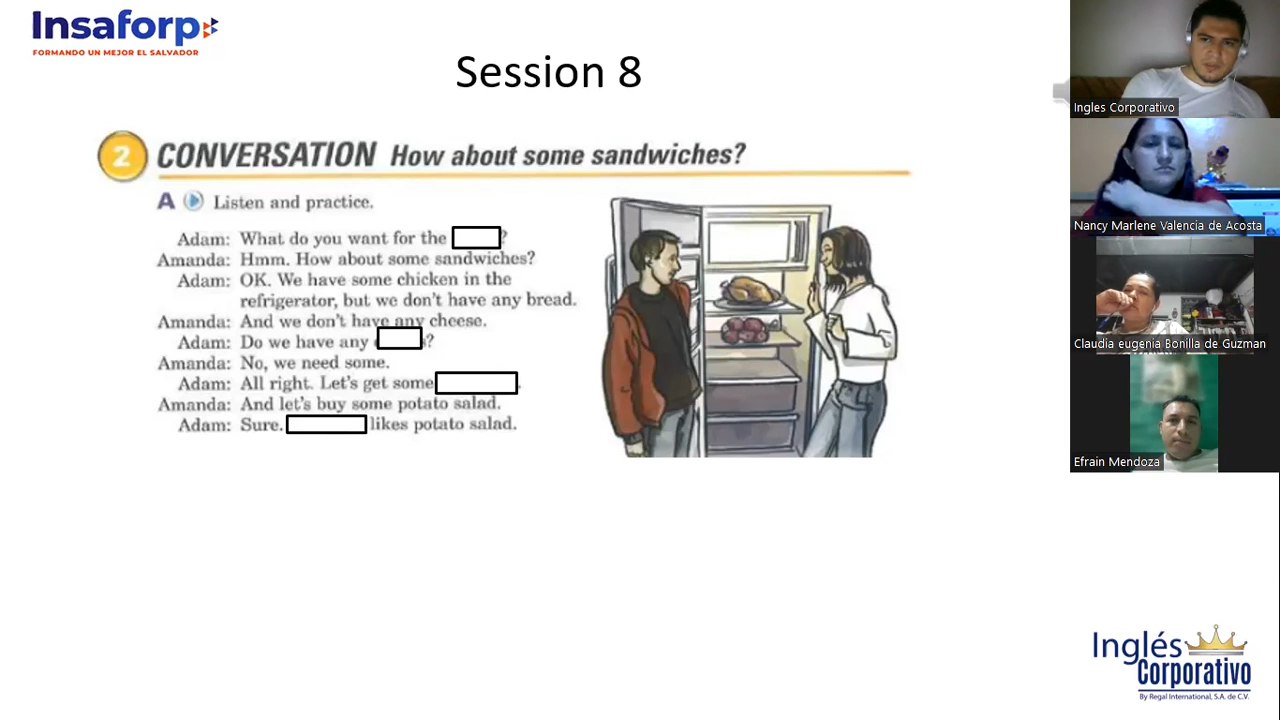 Insaforp
FORMANDO UN MEJOR EL SALVADOR
Session 8
2 CONVERSATION How about some sandwiches?
A Listen and practice.
Adam: What do you want for the ?
Amanda: Hmm. How about some sandwiches?
Adam: OK. We have some chicken in the
refrigerator, but we don't have any bread.
Amanda: And we don't have any cheese.
Adam: Do we have any ?
Amanda: No, we need some.
Adam: All right. Let's get some .
Amanda: And let's buy some potato salad.
Adam: Sure. likes potato salad.
Ingles Corporativo
Nancy Marlene Valencia de Acosta
Claudia eugenia Bonilla de Guzman
Efrain Mendoza
Inglés
Corporativo
By Regal International, S.A. de C.V.